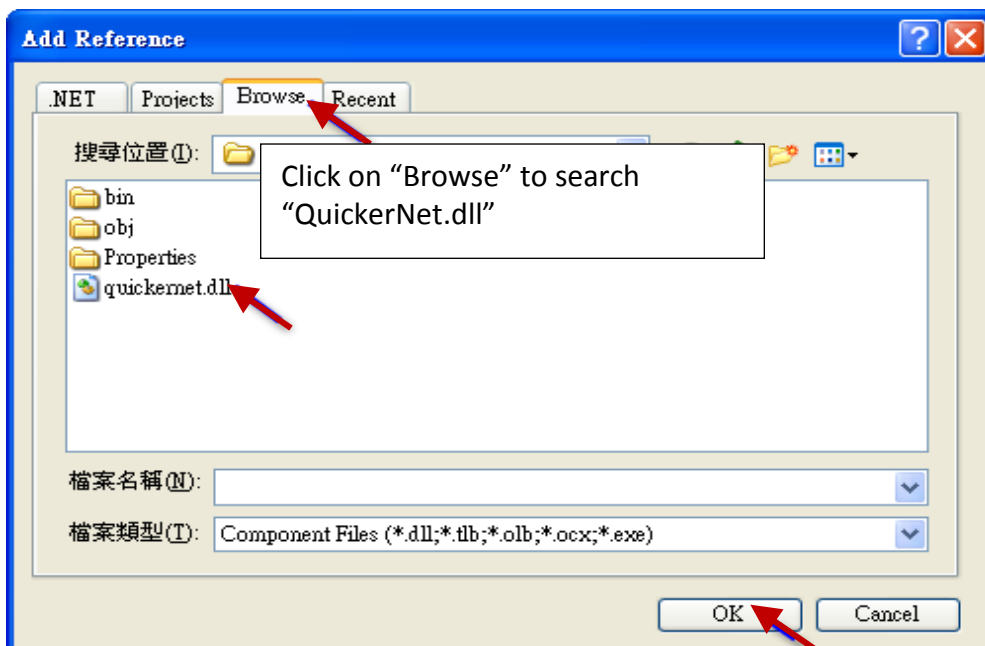 Add Reference
.NET Projects Browse Recent
搜尋位置(I):
Click on “Browse” to search
“QuickerNet.dll”
bin
obj
Properties
quickernet.dll
檔案名稱(N):
檔案類型(T): Component Files (*.dll;*.tlb;*.olb;*.ocx;*.exe)
OK Cancel